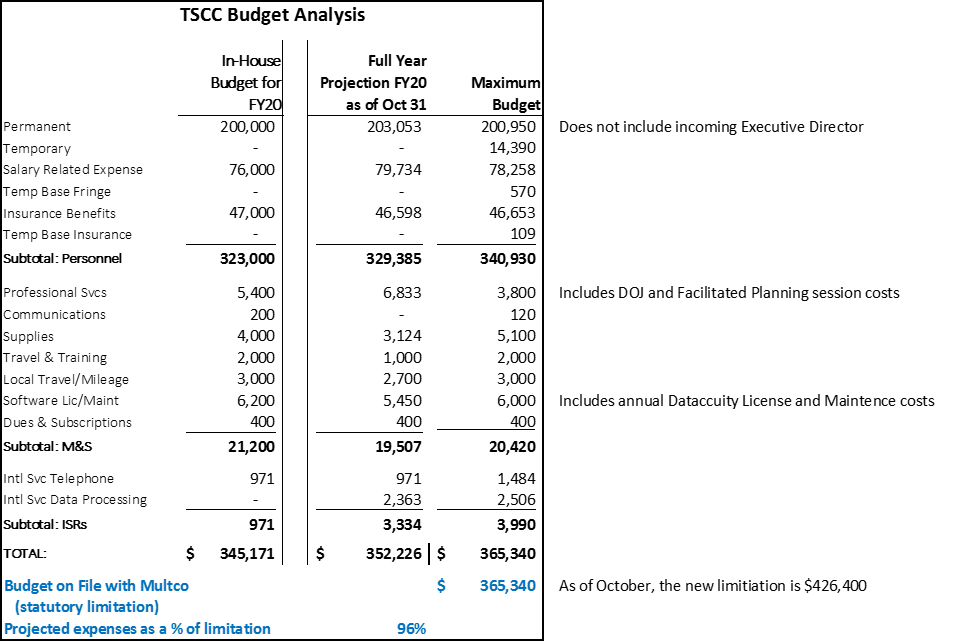 TSCC Budget Analysis
In-House Budget for FY20
Full Year Projection FY20 as of Oct 31
Maximum Budget
Permanent 200,000 203,053 200,950 Does not include incoming Executive Director
Temporary - - 14,390
Salary Related Expense 76,000 79,734 78,258
Temp Base Fringe - - 570
Insurance Benefits 47,000 46,598 46,653
Temp Base Insurance - - 109
Subtotal: Personnel 323,000 329,385 340,930
Professional Svcs 5,400 6,833 3,800 Includes DOJ and Facilitated Planning session costs
Communications 200 - 120
Supplies 4,000 3,124 5,100
Travel & Training 2,000 1,000 2,000
Local Travel/Mileage 3,000 2,700 3,000
Software Lic/Maint 6,200 5,450 6,000 Includes annual Dataccuity License and Maintence costs
Dues & Subscriptions 400 400 400
Subtotal: M&S 21,200 19,507 20,420
Intl Svc Telephone 971 971 1,484
Intl Svc Data Processing - 2,363 2,506
Subtotal: ISRs 971 3,334 3,990
TOTAL: $ 345,171 $ 352,226 $ 365,340
Budget on File with Multco $ 365,340 As of October, the new limitiation is $426,400
(statutory limitation)
Projected expenses as a % of limitation 96%